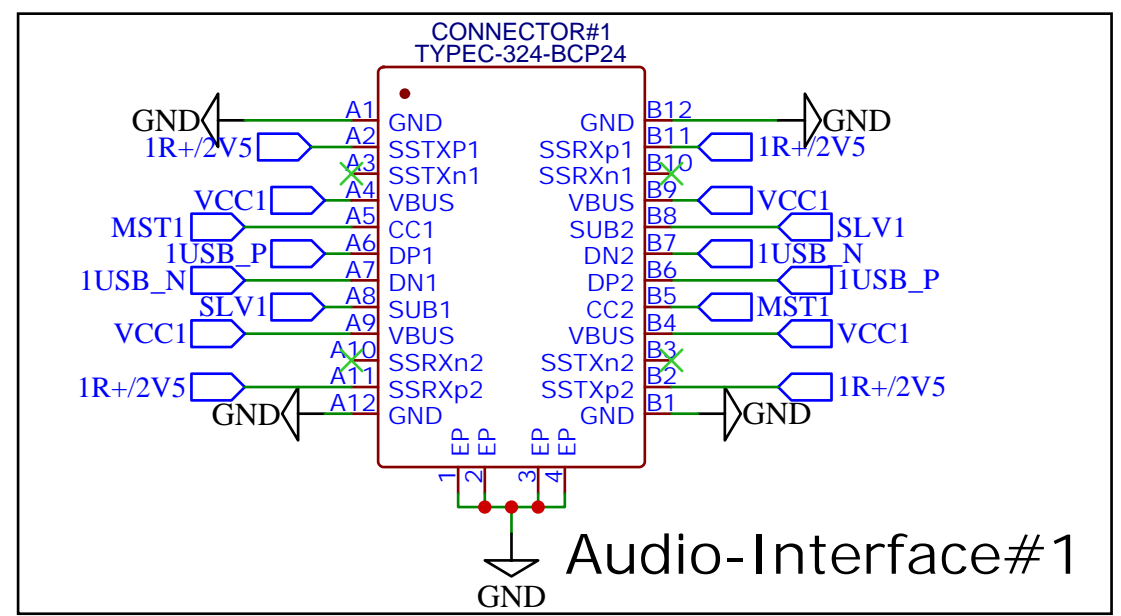 CONNECTOR#1
TYPEC-324-BCP24
GND A1 GND GND B12 GND
1R+/2V5 A2 SSTXP1 SSRXp1 B11 1R+/2V5
A3 SSTXn1 SSRXn1 B10
VCC1 A4 VBUS VBUS B9 VCC1
MST1 A5 CC1 SUB2 B8 SLV1
1USB_P A6 DP1 DN2 B7 1USB_N
1USB_N A7 DN1 DP2 B6 1USB_P
SLV1 A8 SUB1 CC2 B5 MST1
VCC1 A9 VBUS VBUS B4 VCC1
A10 SSRXn2 SSTXn2 B3
1R+/2V5 A11 SSRXp2 SSTXp2 B2 1R+/2V5
GND A12 GND GND B1 GND
EP EP EP EP
1 2 3 4
Audio-Interface#1
GND